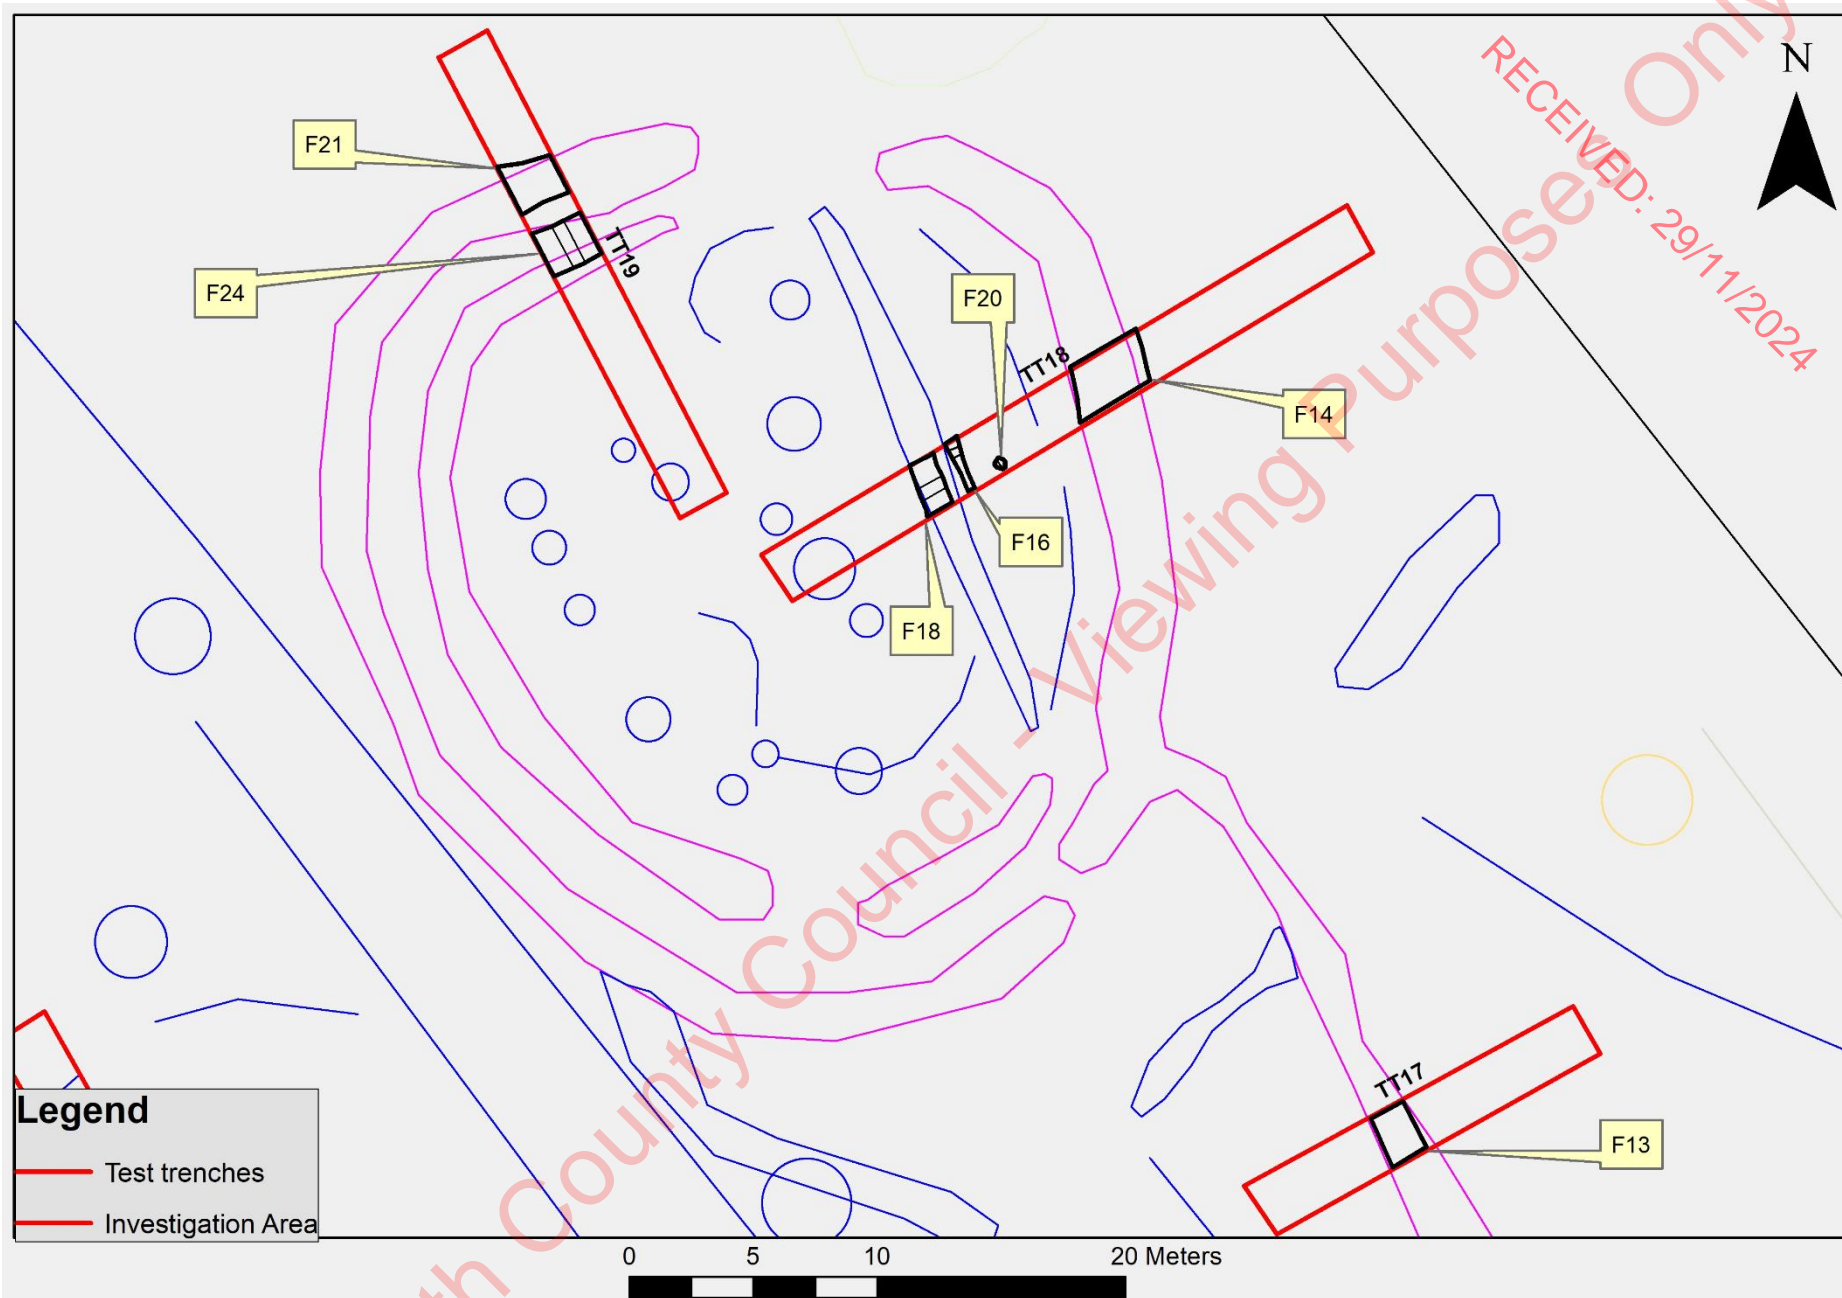 N
RECEIVED: 29/11/2024
F21
TT19
F24
F20
TT18
F14
F16
F18
TT17
F13
th County Council - Viewing Purposes Only
Legend
Test trenches
Investigation Area
0 5 10 20 Meters